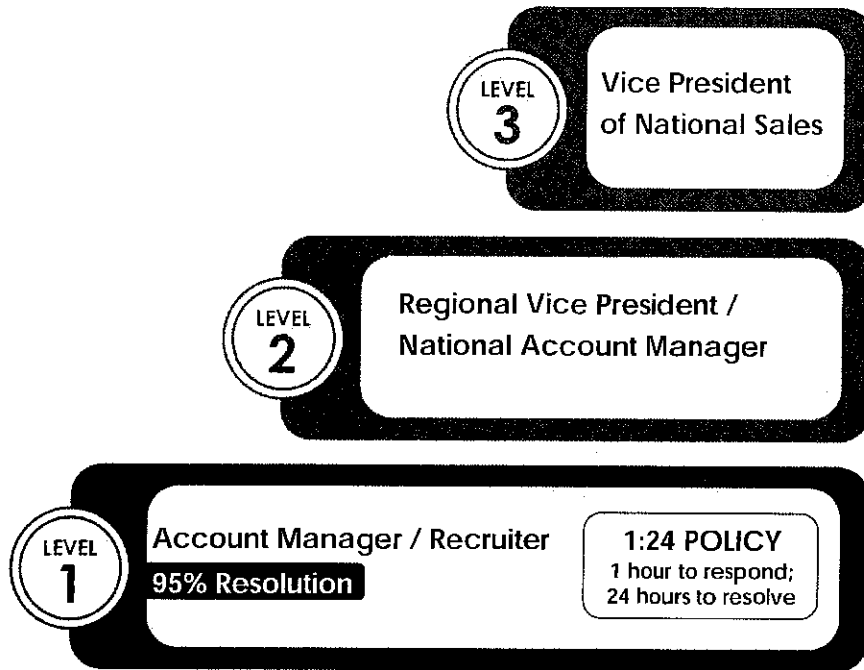 LEVEL
3
Vice President
of National Sales
LEVEL
2
Regional Vice President /
National Account Manager
LEVEL
1
Account Manager / Recruiter
95% Resolution
1:24 POLICY
1 hour to respond;
24 hours to resolve